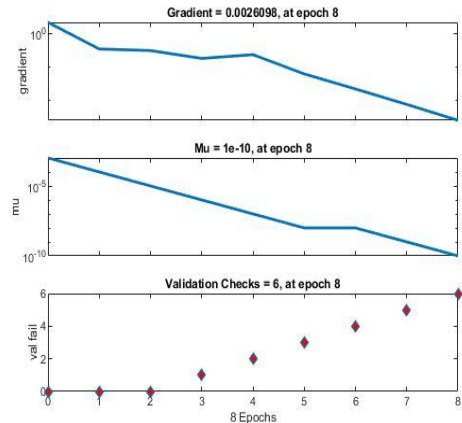 Gradient = 0.0026098, at epoch 8
10^0
gradient
Mu = 1e-10, at epoch 8
10^-5
mu
10^-10
Validation Checks = 6, at epoch 8
6
4
val fail
2
0
0 1 2 3 4 5 6 7 8
8 Epochs